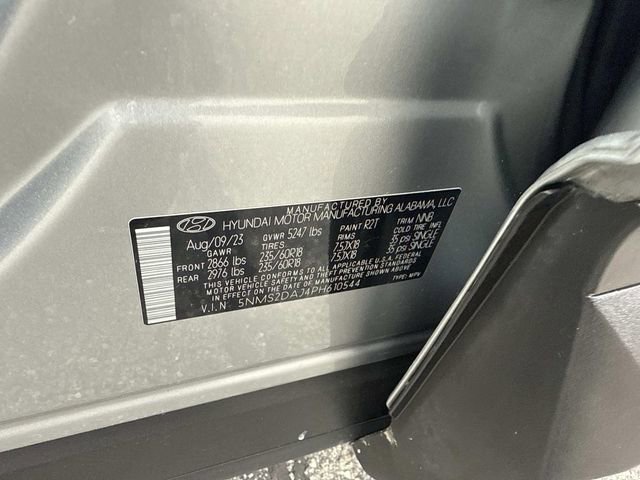 MANUFACTURED BY
HYUNDAI MOTOR MANUFACTURING ALABAMA, LLC
Aug/09/23 GVWR 5247 lbs PAINT R2T TRIM NNB
GAWR TIRES RIMS COLD TIRE INFL.
FRONT 2866 lbs 235/60R18 7.5JX18 35 psi SINGLE
REAR 2976 lbs 235/60R18 7.5JX18 35 psi SINGLE
THIS VEHICLE CONFORMS TO ALL APPLICABLE U.S.A. FEDERAL
MOTOR VEHICLE SAFETY AND THEFT PREVENTION STANDARDS
IN EFFECT ON THE DATE OF MANUFACTURE SHOWN ABOVE
V.I.N 5NMS2DAJ4PH610544 TYPE: MPV